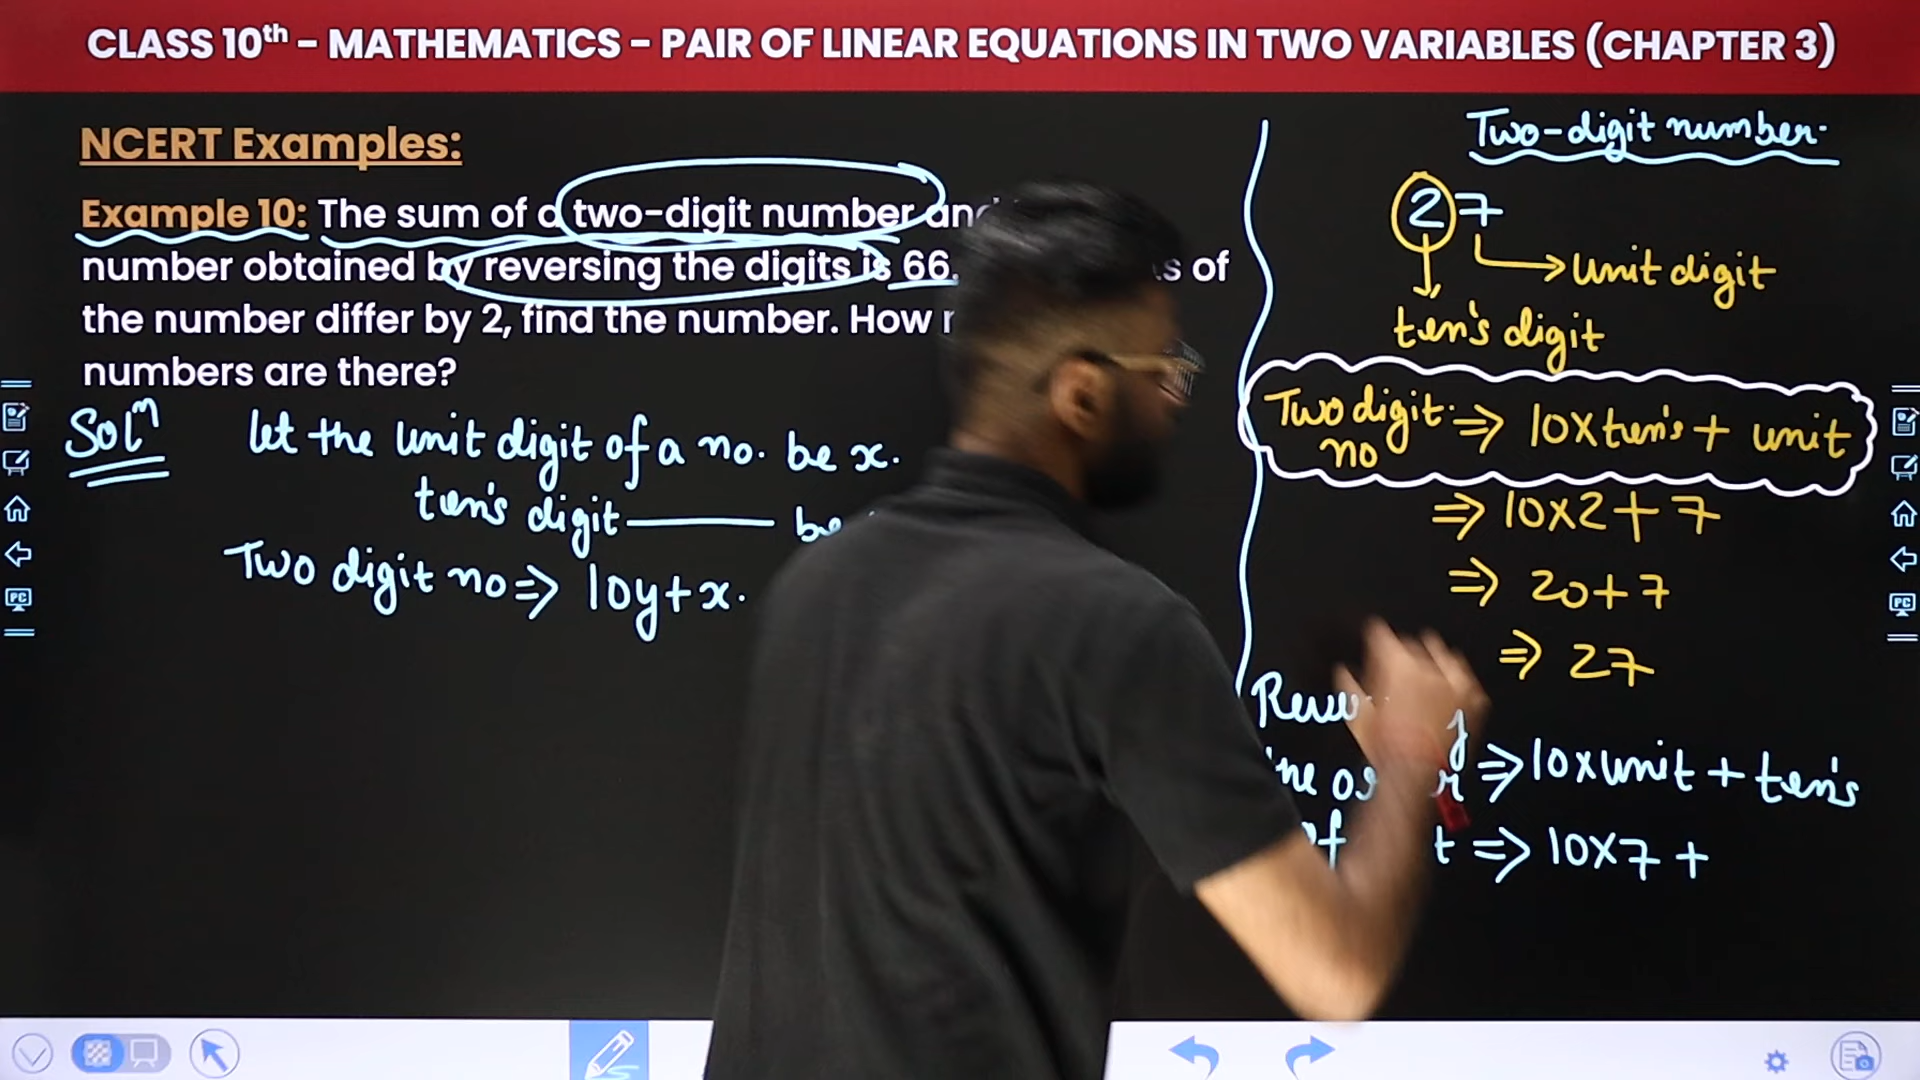 CLASS 10th - MATHEMATICS - PAIR OF LINEAR EQUATIONS IN TWO VARIABLES (CHAPTER 3)
NCERT Examples:
Example 10: The sum of a two-digit number and
number obtained by reversing the digits is 66. of
the number differ by 2, find the number. How
numbers are there?
Solⁿ let the unit digit of a no. be x.
ten's digit ——— be
Two digit no ⇒ 10y+x.
Two-digit number.
27
→ unit digit
ten's digit
Two digit no ⇒ 10×ten's + unit
⇒ 10×2+7
⇒ 20+7
⇒ 27
⇒ 10×unit + ten's
of ⇒ 10×7 +
PC
PC